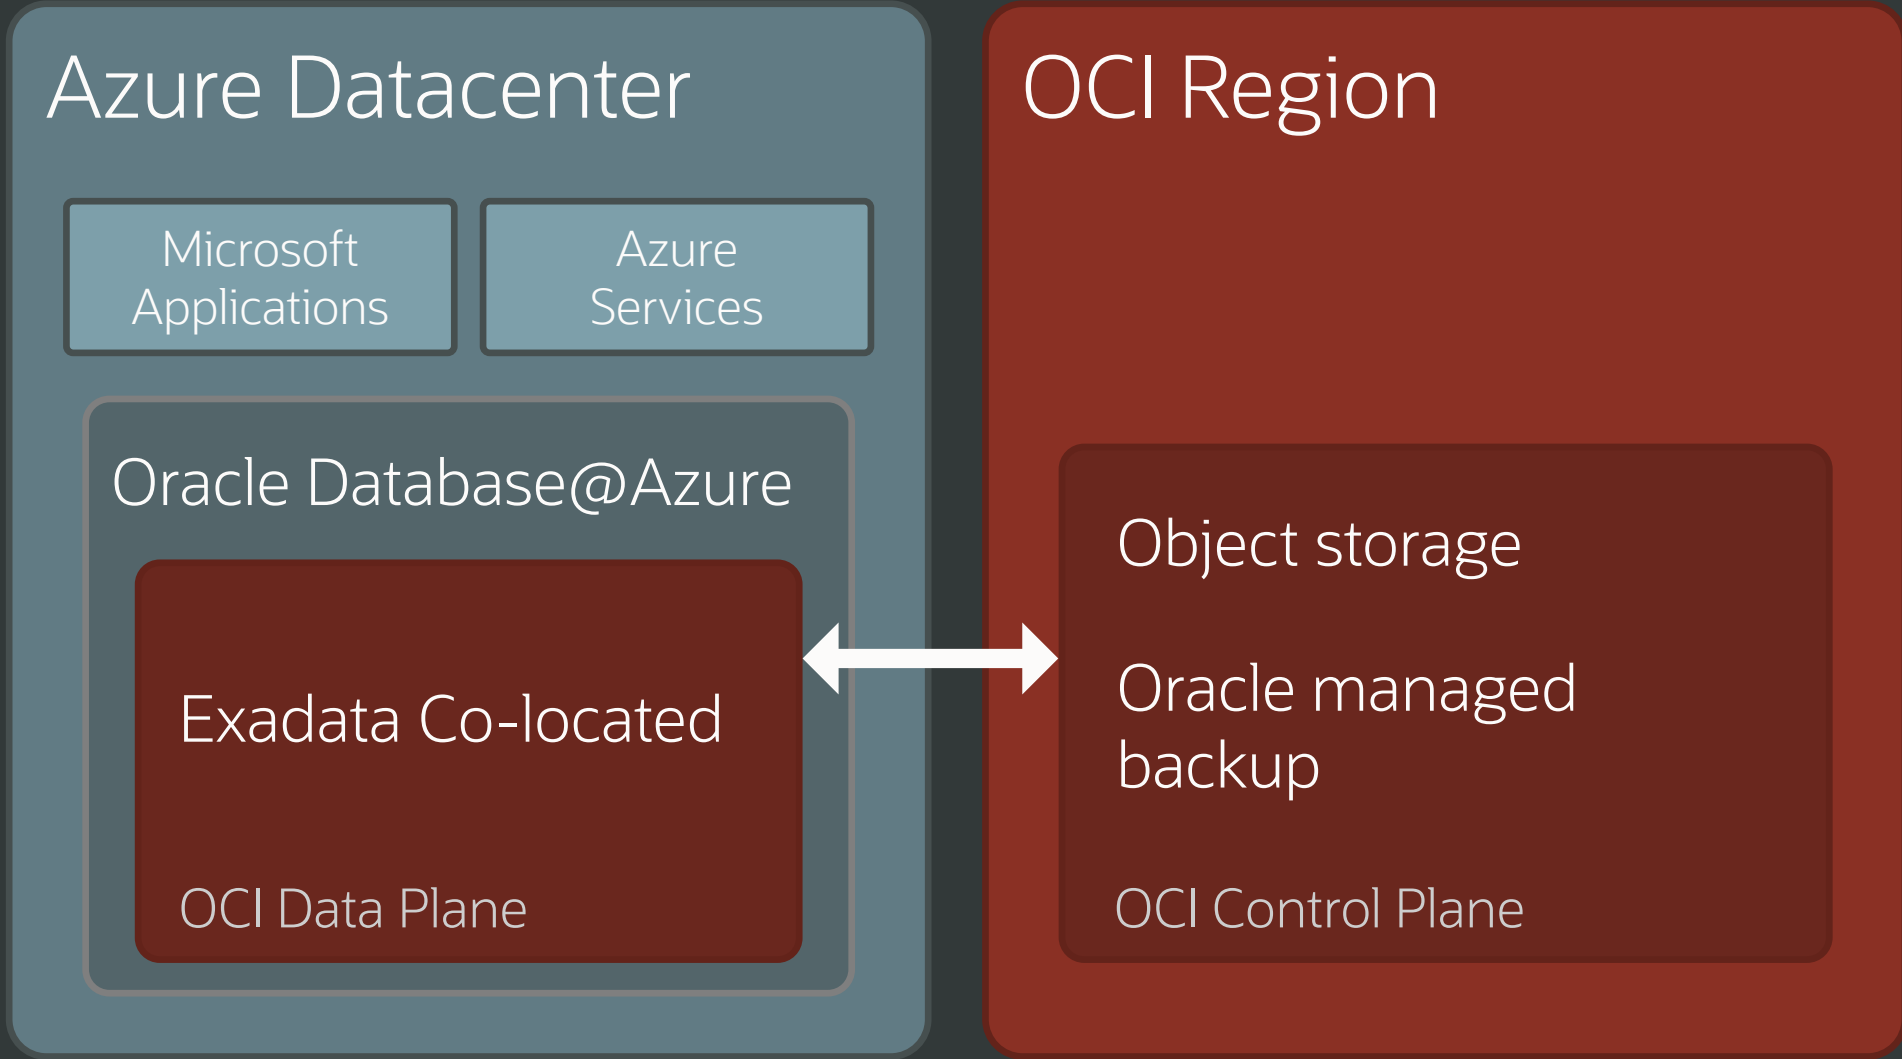 Azure Datacenter
Microsoft
Applications
Azure
Services
Oracle Database@Azure
Exadata Co-located
OCI Data Plane
OCI Region
Object storage
Oracle managed
backup
OCI Control Plane